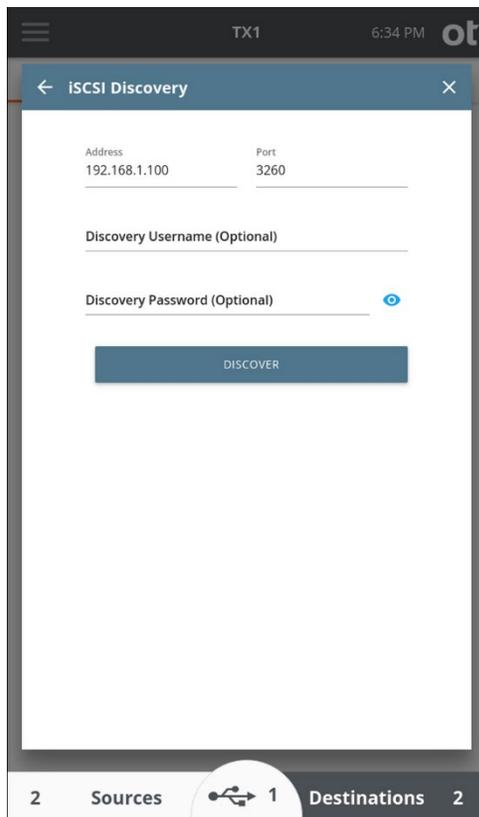 TX1
6:34 PM
ot
iSCSI Discovery
Address
Port
192.168.1.100
3260
Discovery Username (Optional)
Discovery Password (Optional)
DISCOVER
2 Sources 1 Destinations 2